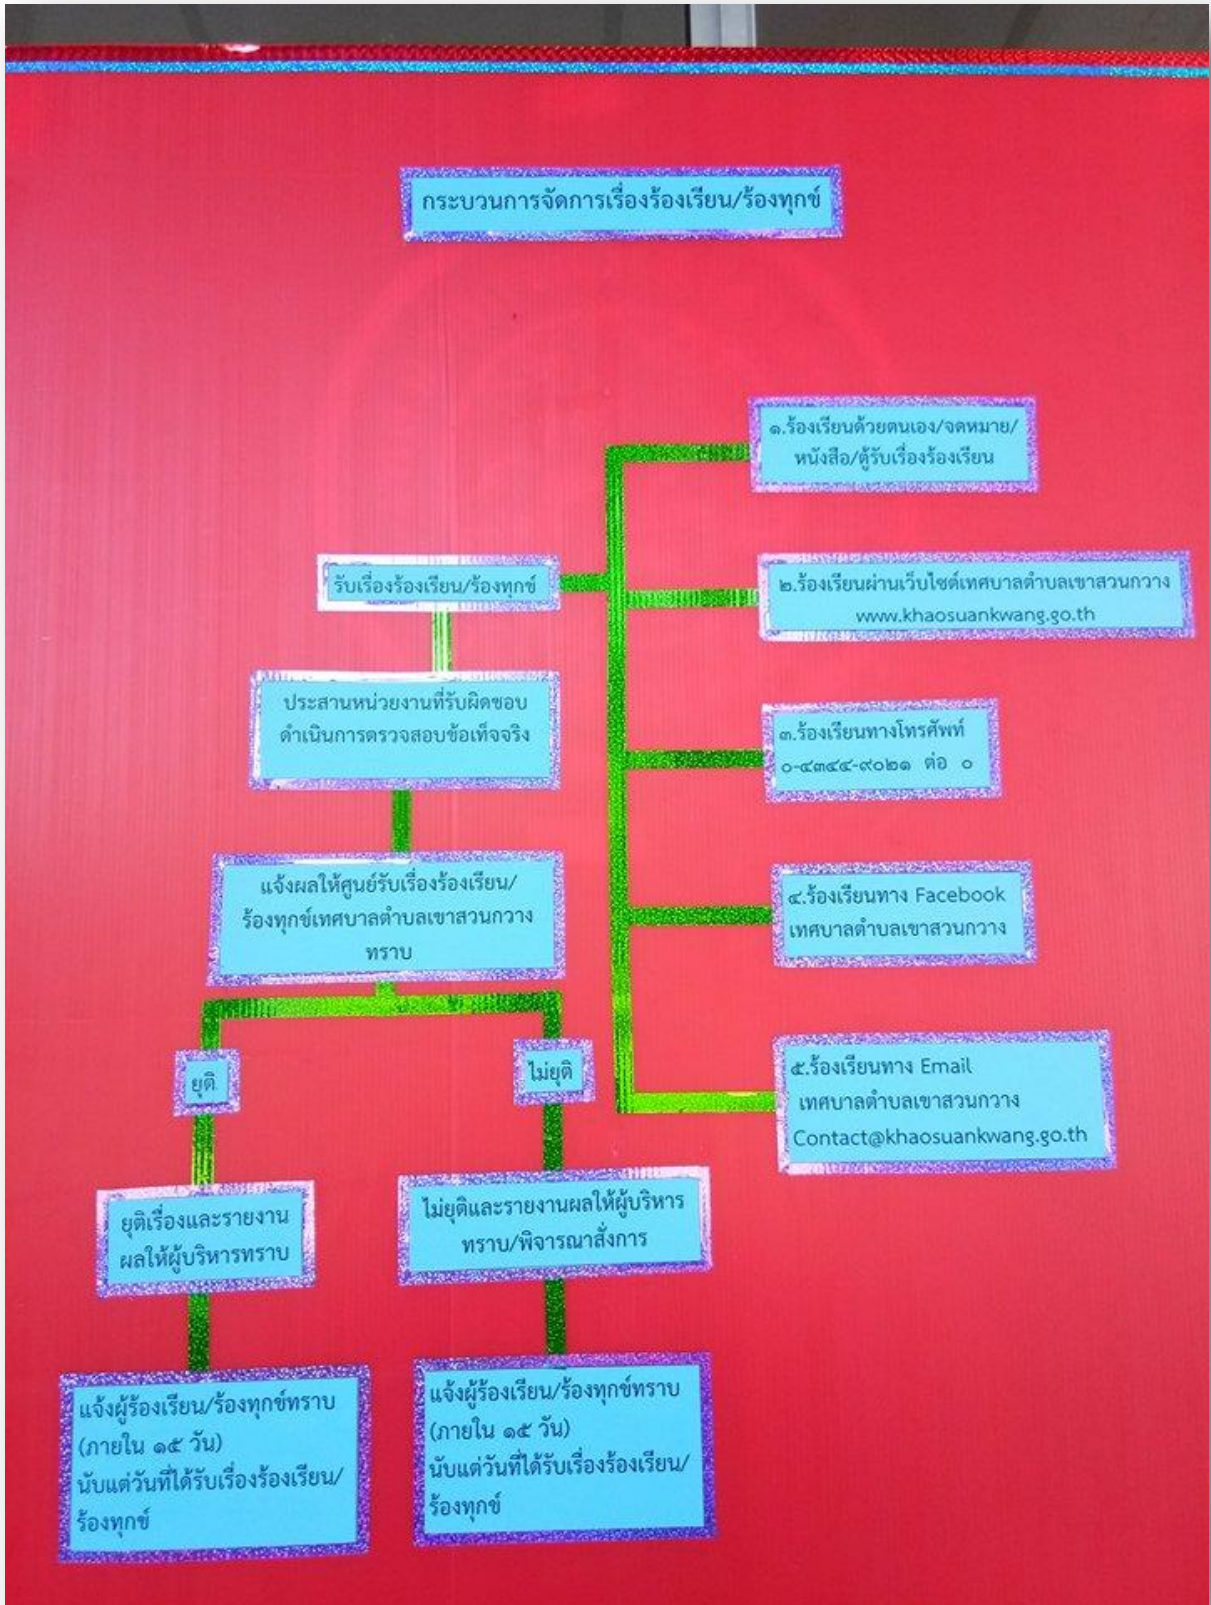 กระบวนการจัดการเรื่องร้องเรียน/ร้องทุกข์
๑.ร้องเรียนด้วยตนเอง/จดหมาย/
หนังสือ/ตู้รับเรื่องร้องเรียน
รับเรื่องร้องเรียน/ร้องทุกข์
๒.ร้องเรียนผ่านเว็บไซต์เทศบาลตำบลเขาสวนกวาง
www.khaosuankwang.go.th
ประสานหน่วยงานที่รับผิดชอบ
ดำเนินการตรวจสอบข้อเท็จจริง
๓.ร้องเรียนทางโทรศัพท์
๐-๔๓๔๔-๙๐๒๑ ต่อ ๐
แจ้งผลให้ศูนย์รับเรื่องร้องเรียน/
ร้องทุกข์เทศบาลตำบลเขาสวนกวาง
ทราบ
๔.ร้องเรียนทาง Facebook
เทศบาลตำบลเขาสวนกวาง
ยุติ
ไม่ยุติ
๕.ร้องเรียนทาง Email
เทศบาลตำบลเขาสวนกวาง
Contact@khaosuankwang.go.th
ยุติเรื่องและรายงาน
ผลให้ผู้บริหารทราบ
ไม่ยุติและรายงานผลให้ผู้บริหาร
ทราบ/พิจารณาสั่งการ
แจ้งผู้ร้องเรียน/ร้องทุกข์ทราบ
(ภายใน ๑๕ วัน)
นับแต่วันที่ได้รับเรื่องร้องเรียน/
ร้องทุกข์
แจ้งผู้ร้องเรียน/ร้องทุกข์ทราบ
(ภายใน ๑๕ วัน)
นับแต่วันที่ได้รับเรื่องร้องเรียน/
ร้องทุกข์